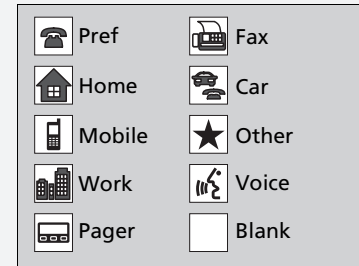 Pref
Fax
Home
Car
Mobile
Other
Work
Voice
Pager
Blank